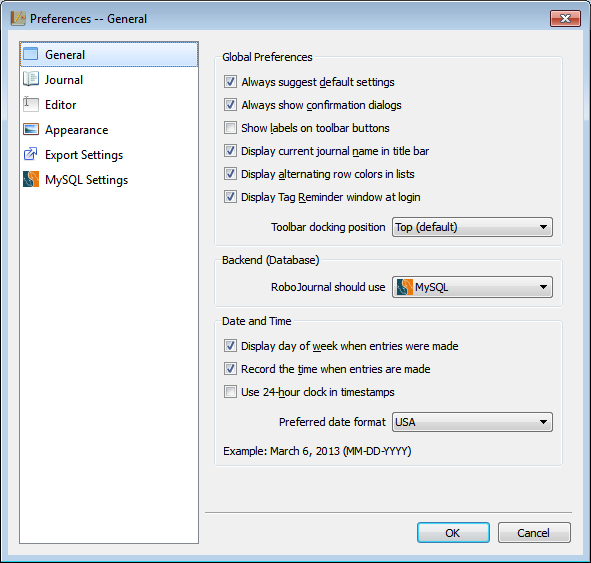 Preferences -- General
General
Journal
Editor
Appearance
Export Settings
MySQL Settings
Global Preferences
Always suggest default settings
Always show confirmation dialogs
Show labels on toolbar buttons
Display current journal name in title bar
Display alternating row colors in lists
Display Tag Reminder window at login
Toolbar docking position Top (default)
Backend (Database)
RoboJournal should use MySQL
Date and Time
Display day of week when entries were made
Record the time when entries are made
Use 24-hour clock in timestamps
Preferred date format USA
Example: March 6, 2013 (MM-DD-YYYY)
OK Cancel